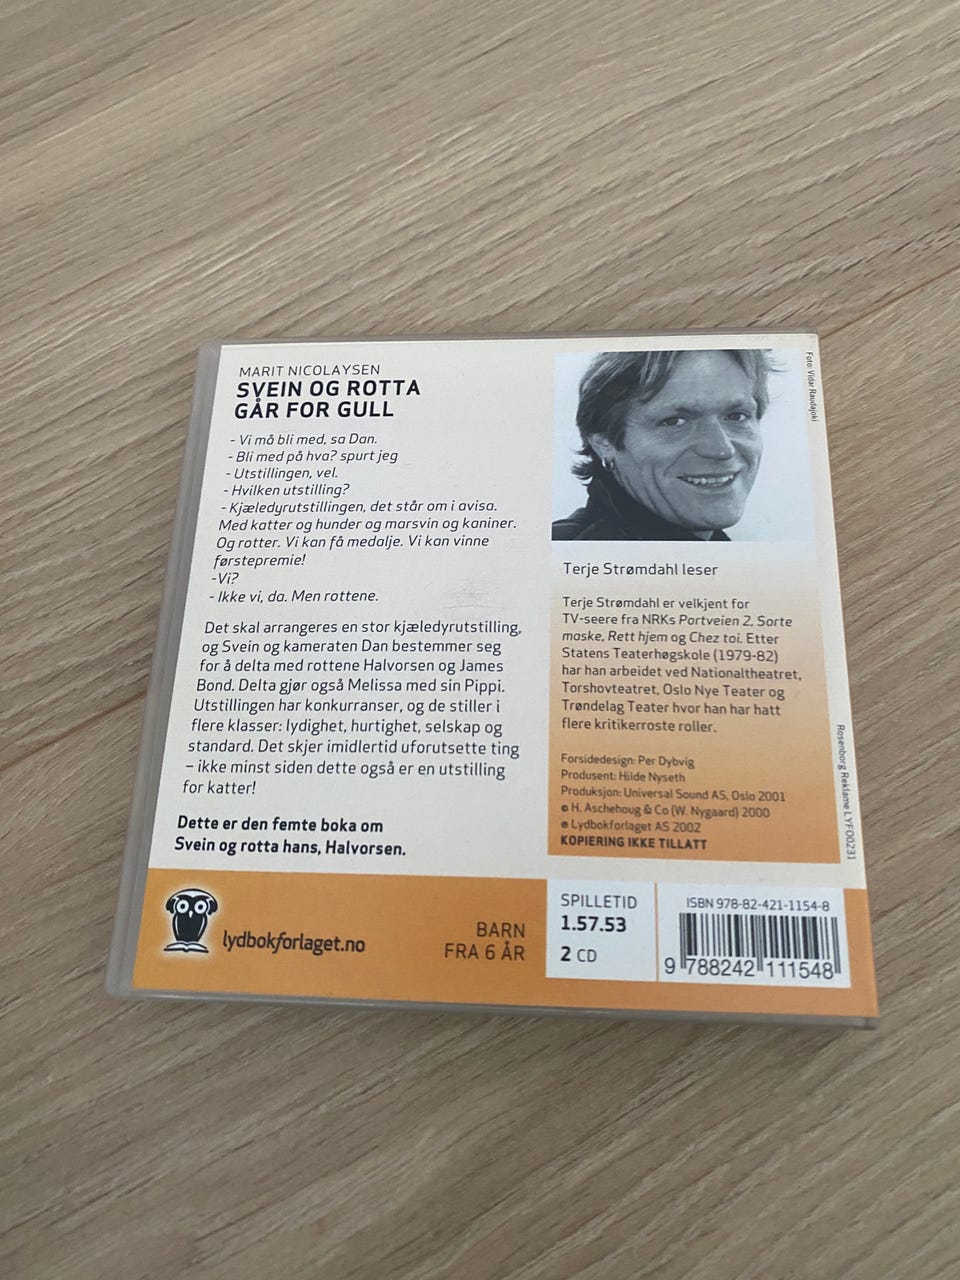 MARIT NICOLAYSEN
SVEIN OG ROTTA
GÅR FOR GULL
- Vi må bli med, sa Dan.
- Bli med på hva? spurt jeg
- Utstillingen, vel.
- Hvilken utstilling?
- Kjæledyrutstillingen, det står om i avisa.
Med katter og hunder og marsvin og kaniner.
Og rotter. Vi kan få medalje. Vi kan vinne
førstepremie!
-Vi?
- Ikke vi, da. Men rottene.
Det skal arrangeres en stor kjæledyrutstilling,
og Svein og kameraten Dan bestemmer seg
for å delta med rottene Halvorsen og James
Bond. Delta gjør også Melissa med sin Pippi.
Utstillingen har konkurranser, og de stiller i
flere klasser: lydighet, hurtighet, selskap og
standard. Det skjer imidlertid uforutsette ting
– ikke minst siden dette også er en utstilling
for katter!
Dette er den femte boka om
Svein og rotta hans, Halvorsen.
Foto: Vidar Raudajoki
Terje Strømdahl leser
Terje Strømdahl er velkjent for
TV-seere fra NRKs Portveien 2, Sorte
maske, Rett hjem og Chez toi. Etter
Statens Teaterhøgskole (1979-82)
har han arbeidet ved Nationaltheatret,
Torshovteatret, Oslo Nye Teater og
Trøndelag Teater hvor han har hatt
flere kritikerroste roller.
Forsidedesign: Per Dybvig
Produsent: Hilde Nyseth
Produksjon: Universal Sound AS, Oslo 2001
© H. Aschehoug & Co (W. Nygaard) 2000
℗ Lydbokforlaget AS 2002
KOPIERING IKKE TILLATT
Rosenborg Reklame LYF00231
lydbokforlaget.no
BARN
FRA 6 ÅR
SPILLETID
1.57.53
2 CD
ISBN 978-82-421-1154-8
9 788242 111548